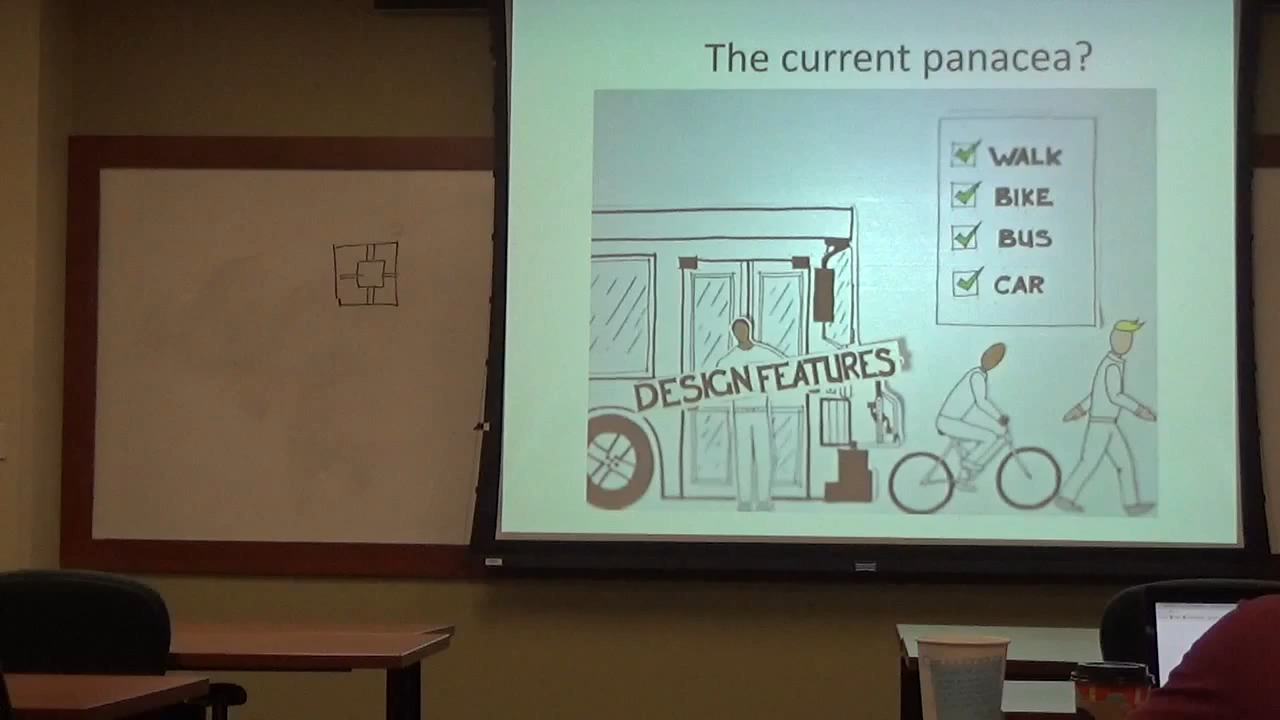 The current panacea?
WALK
BIKE
BUS
CAR
DESIGN FEATURES